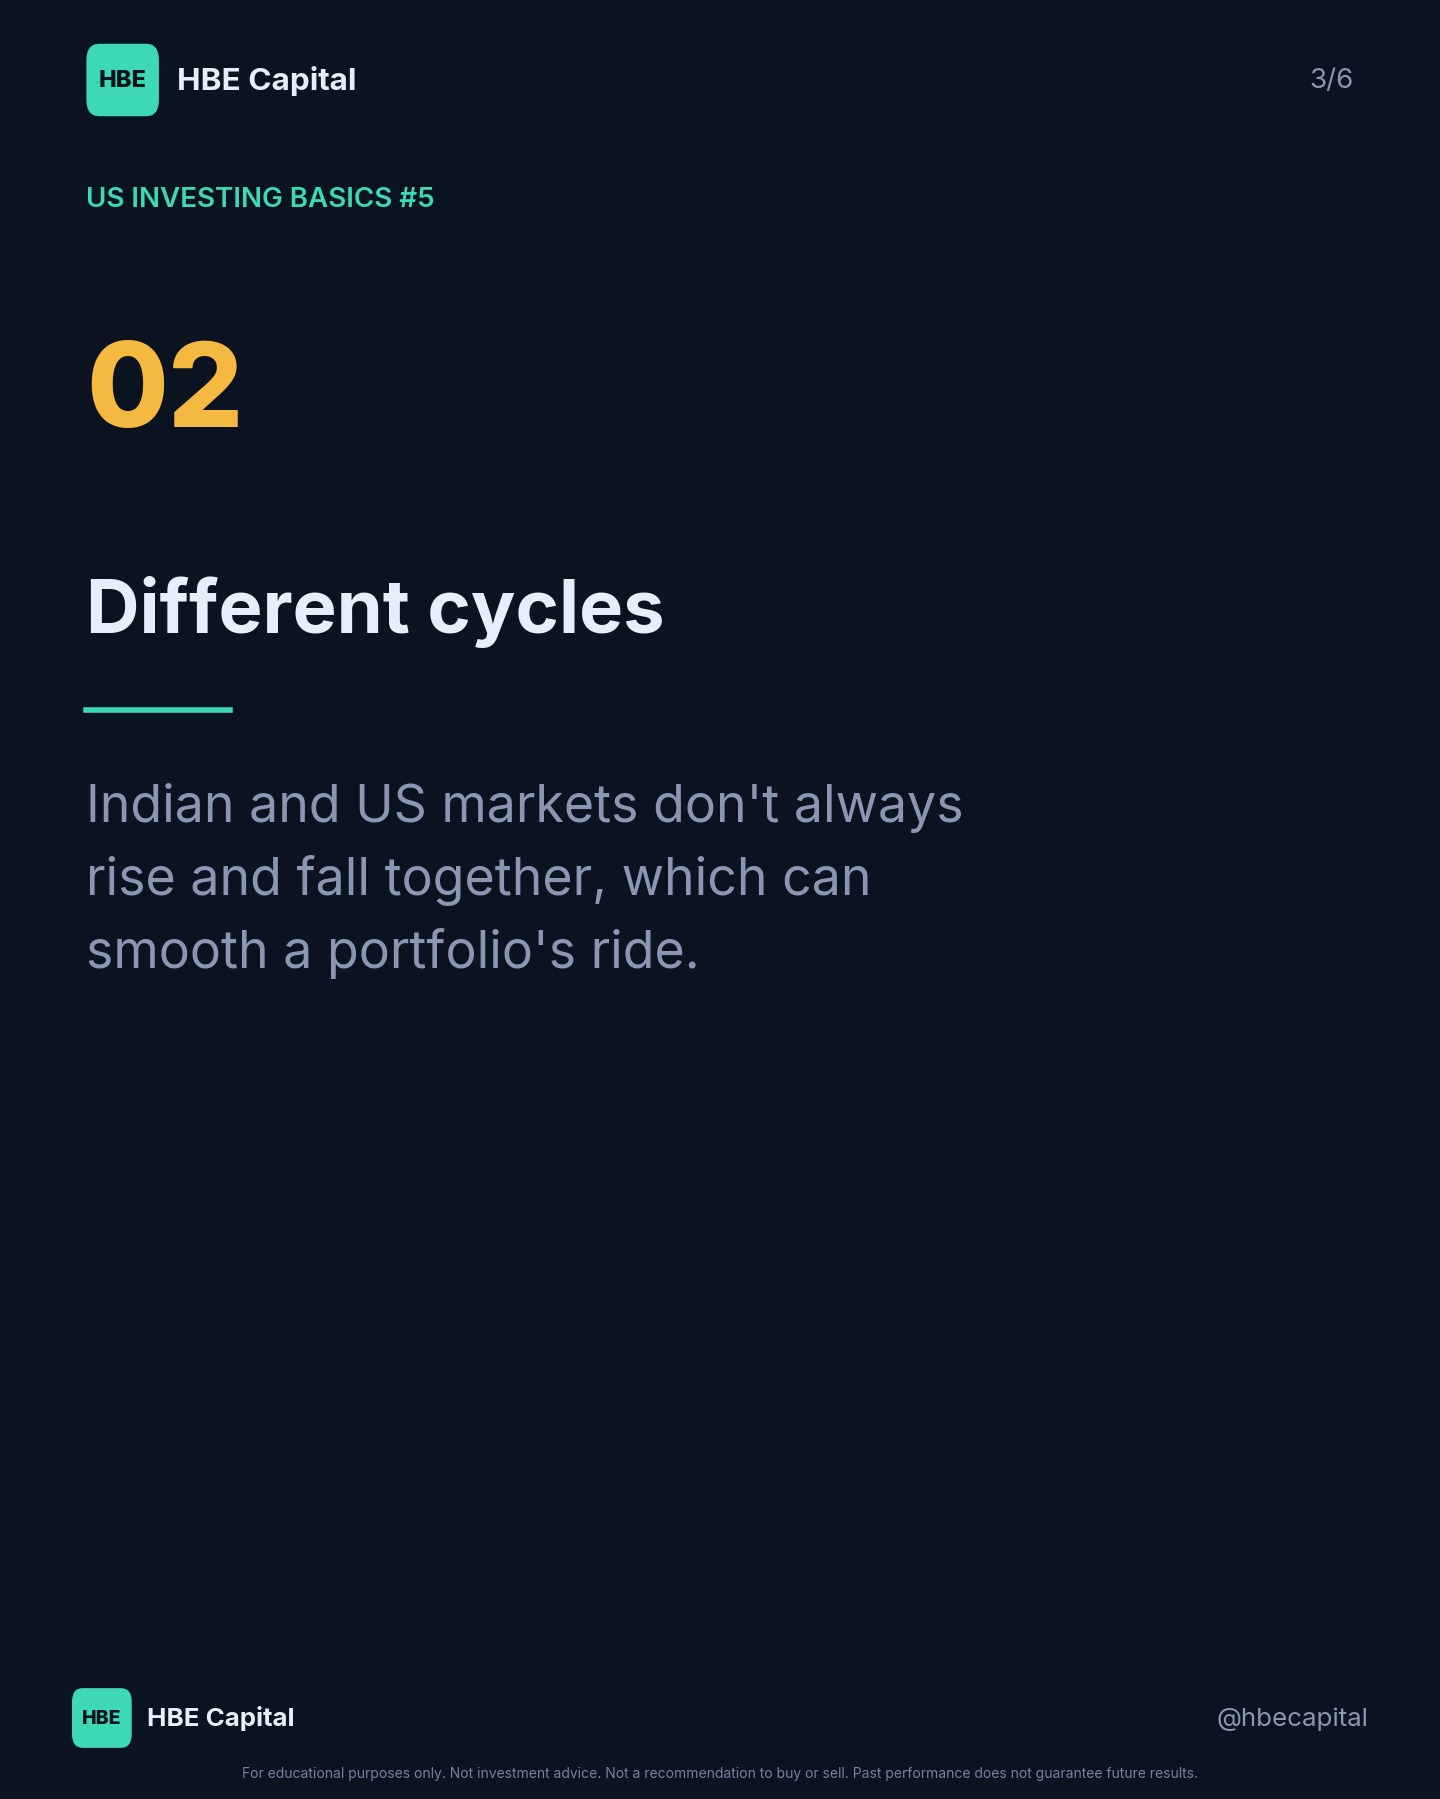 HBE HBE Capital 3/6
US INVESTING BASICS #5
02
Different cycles
Indian and US markets don't always
rise and fall together, which can
smooth a portfolio's ride.
HBE HBE Capital @hbecapital
For educational purposes only. Not investment advice. Not a recommendation to buy or sell. Past performance does not guarantee future results.